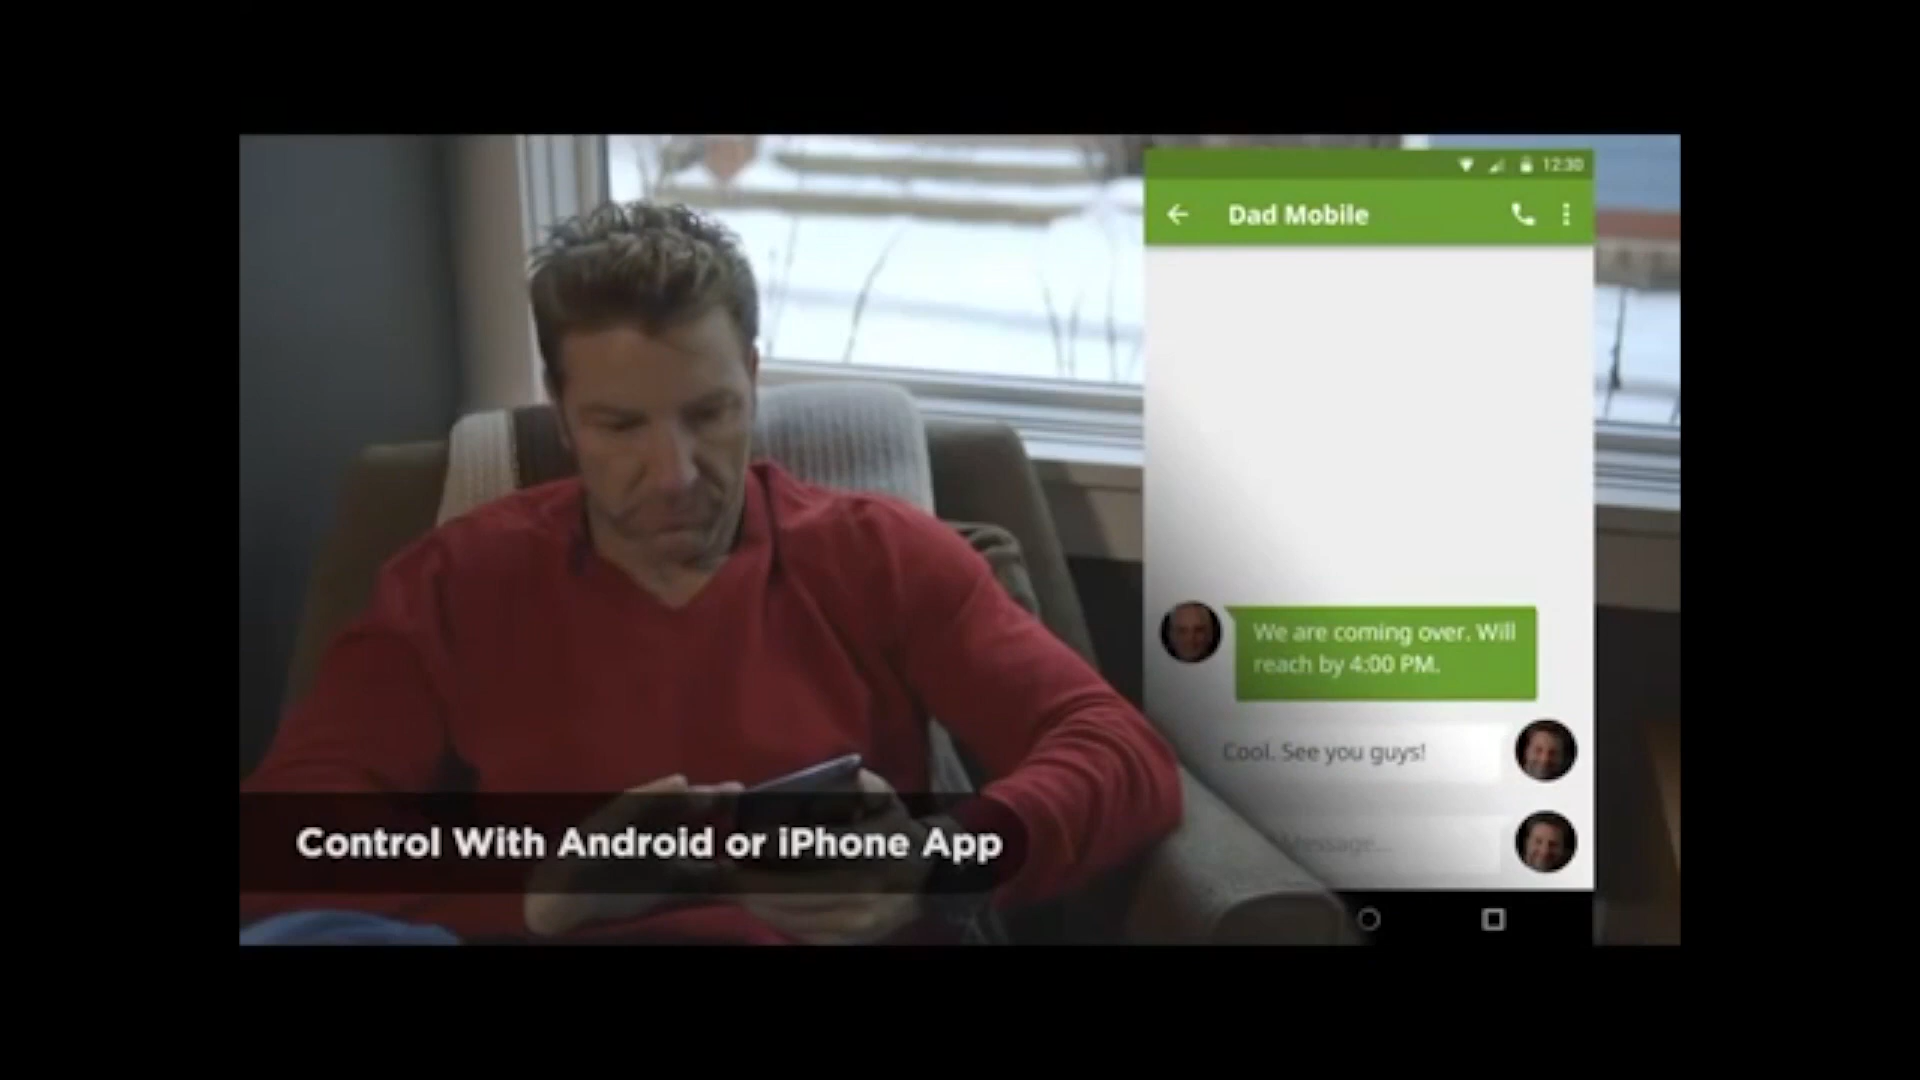 12:30
Dad Mobile
We are coming over. Will
reach by 4:00 PM.
Cool. See you guys!
Message...
Control With Android or iPhone App